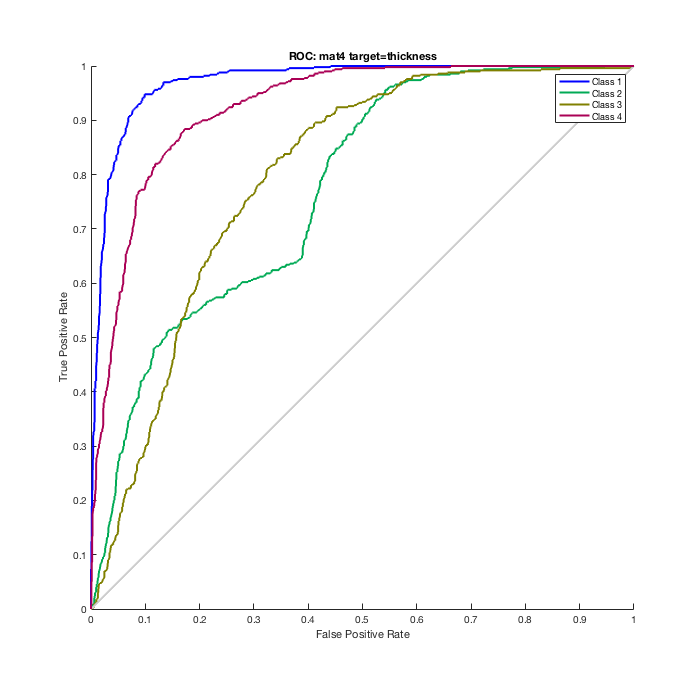 ROC: mat4 target=thickness
Class 1
Class 2
Class 3
Class 4
True Positive Rate
1
0.9
0.8
0.7
0.6
0.5
0.4
0.3
0.2
0.1
0
0 0.1 0.2 0.3 0.4 0.5 0.6 0.7 0.8 0.9 1
False Positive Rate